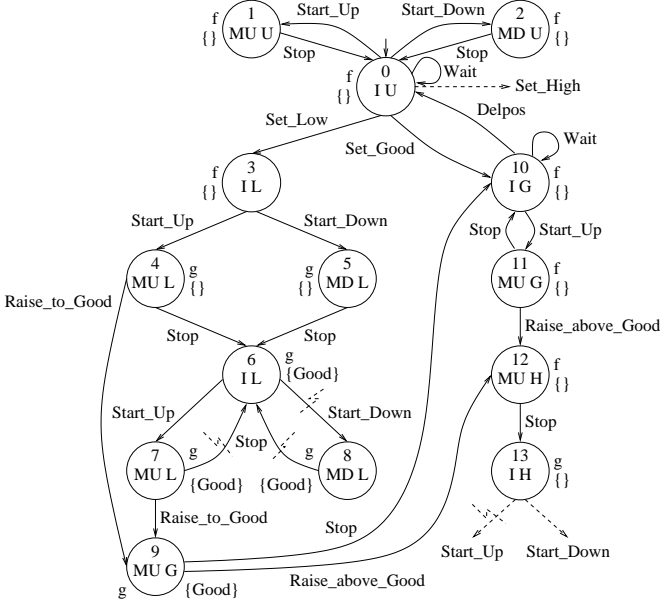 f
{}
1
MU U
Start_Up
Start_Down
2
MD U
f
{}
Stop
Stop
f
{}
0
I U
Wait
Set_High
Delpos
Set_Low
Set_Good
Wait
f
{}
3
I L
10
I G
f
{}
Start_Up
Start_Down
Stop
Start_Up
4
MU L
g
{}
g
{}
5
MD L
11
MU G
f
{}
Raise_to_Good
Stop
Stop
Raise_above_Good
6
I L
g
{Good}
12
MU H
f
{}
Start_Up
Start_Down
Stop
Stop
7
MU L
g
{Good}
g
{Good}
8
MD L
13
I H
g
{}
Raise_to_Good
Stop
9
MU G
g
{Good}
Raise_above_Good
Start_Up
Start_Down